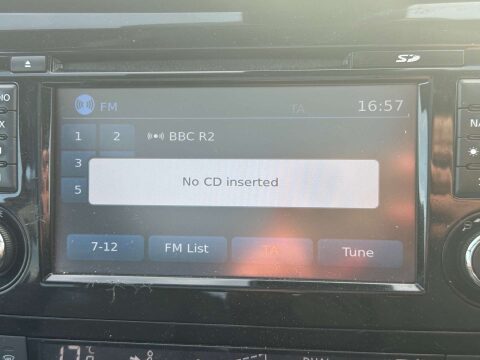 SD
FM
TA
16:57
1
2
BBC R2
3
No CD inserted
5
7-12
FM List
TA
Tune
17°C